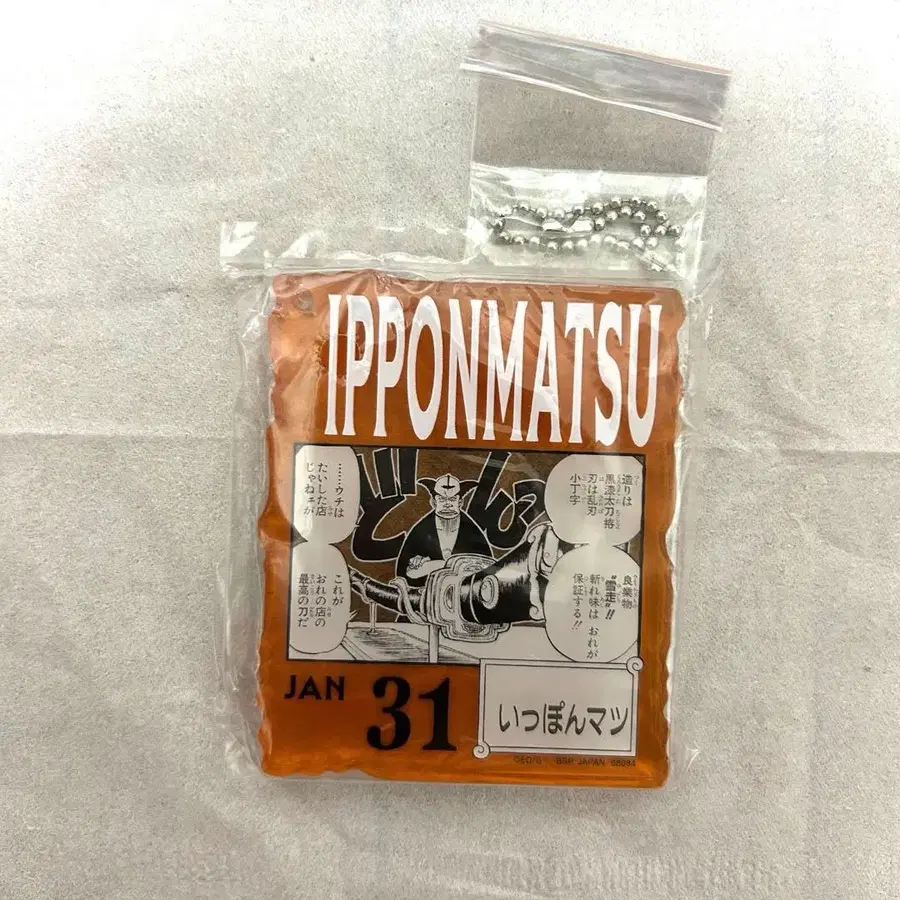 IPPONMATSU
造りは
黒漆太刀拵
刃は乱刃
小丁字
良業物
"雪走"!!
斬れ味は おれが
保証する!!
どんっ
……ウチは
たいした店
じゃねェが
これが
おれの店の
最高の刀だ
JAN 31
いっぽんマツ